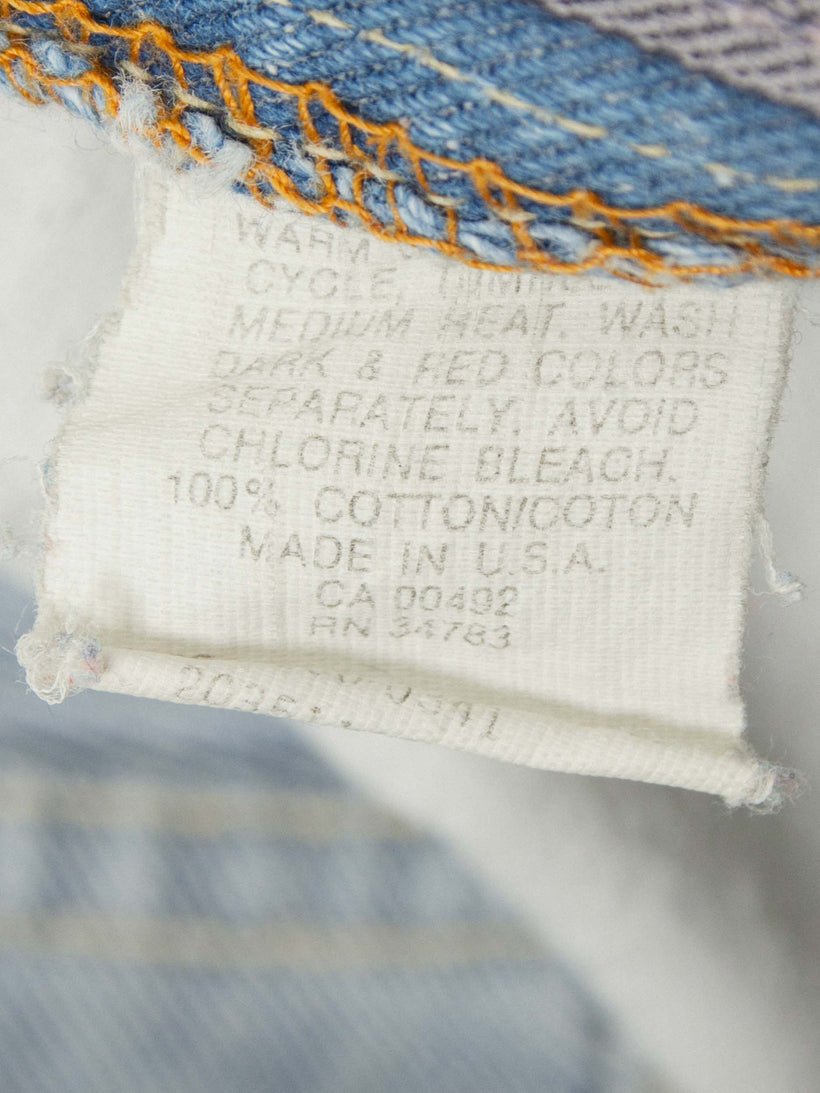 WARM
CYCLE,
MEDIUM HEAT. WASH
DARK & RED COLORS
SEPARATELY. AVOID
CHLORINE BLEACH.
100% COTTON/COTON
MADE IN U.S.A.
CA 00492
RN 34783